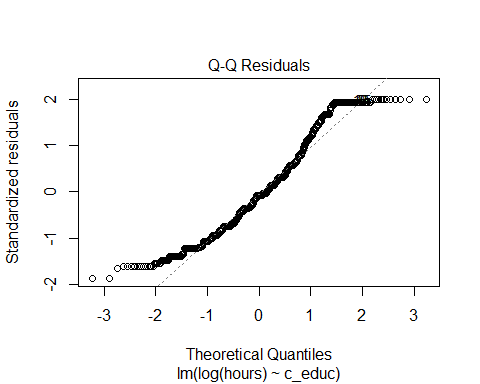 Q-Q Residuals
Standardized residuals
2
1
0
-1
-2
-3 -2 -1 0 1 2 3
Theoretical Quantiles
lm(log(hours) ~ c_educ)